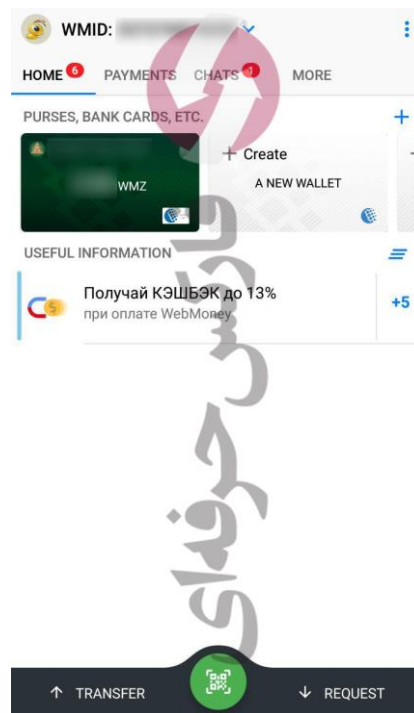 WMID:
HOME 6 PAYMENTS CHATS 1 MORE
PURSES, BANK CARDS, ETC. +
WMZ
+ Create
A NEW WALLET
USEFUL INFORMATION
Получай КЭШБЭК до 13%
при оплате WebMoney
+5
↑ TRANSFER
↓ REQUEST
فارکس حرفه‌ای